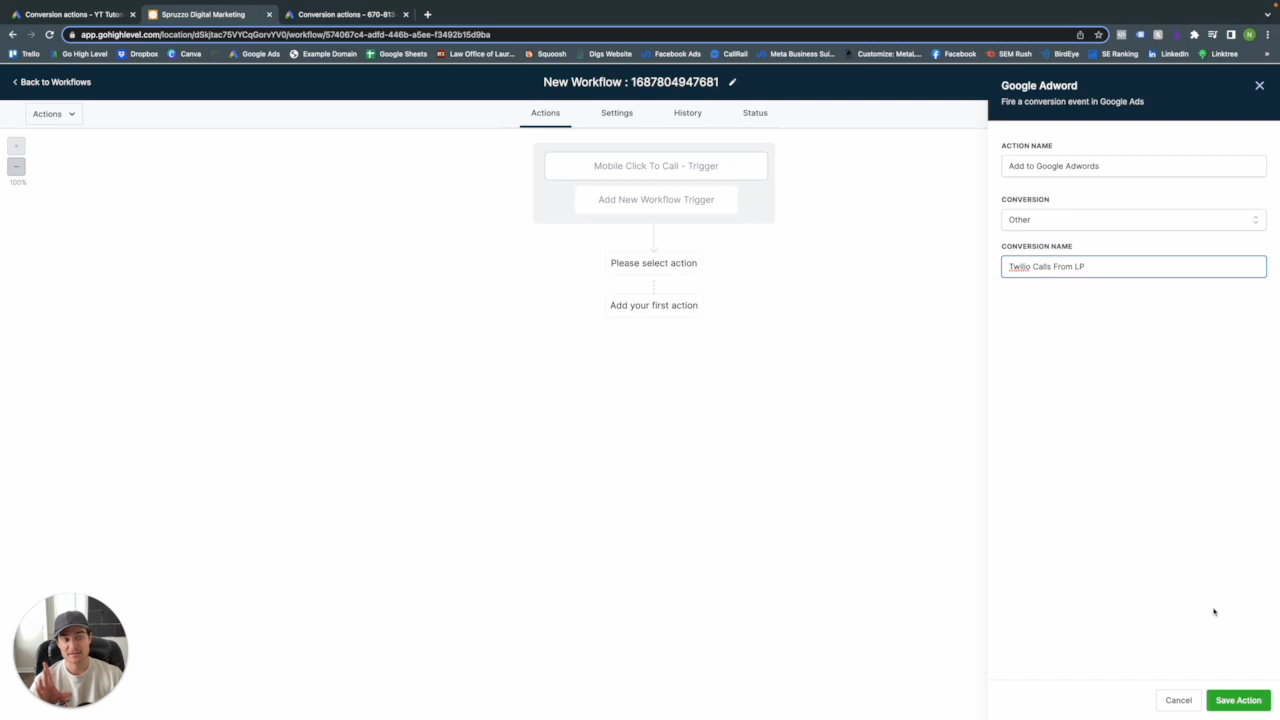 Conversion actions - YT Tutori
Spruzzo Digital Marketing
Conversion actions - 670-813
app.gohighlevel.com/location/dSkjtac75VYCqGorvYV0/workflow/574067c4-adfd-446b-a5ee-f3492b15d9ba
Trello
Go High Level
Dropbox
Canva
Google Ads
Example Domain
Google Sheets
Law Office of Laur...
Squoosh
Digs Website
Facebook Ads
CallRail
Meta Business Sui...
Customize: MetaL...
Facebook
SEM Rush
BirdEye
SE Ranking
LinkedIn
Linktree
»
Back to Workflows
New Workflow : 1687804947681
Google Adword
Fire a conversion event in Google Ads
Actions
Actions
Settings
History
Status
100%
Mobile Click To Call - Trigger
Add New Workflow Trigger
Please select action
Add your first action
ACTION NAME
Add to Google Adwords
CONVERSION
Other
CONVERSION NAME
Twilio Calls From LP
Cancel
Save Action